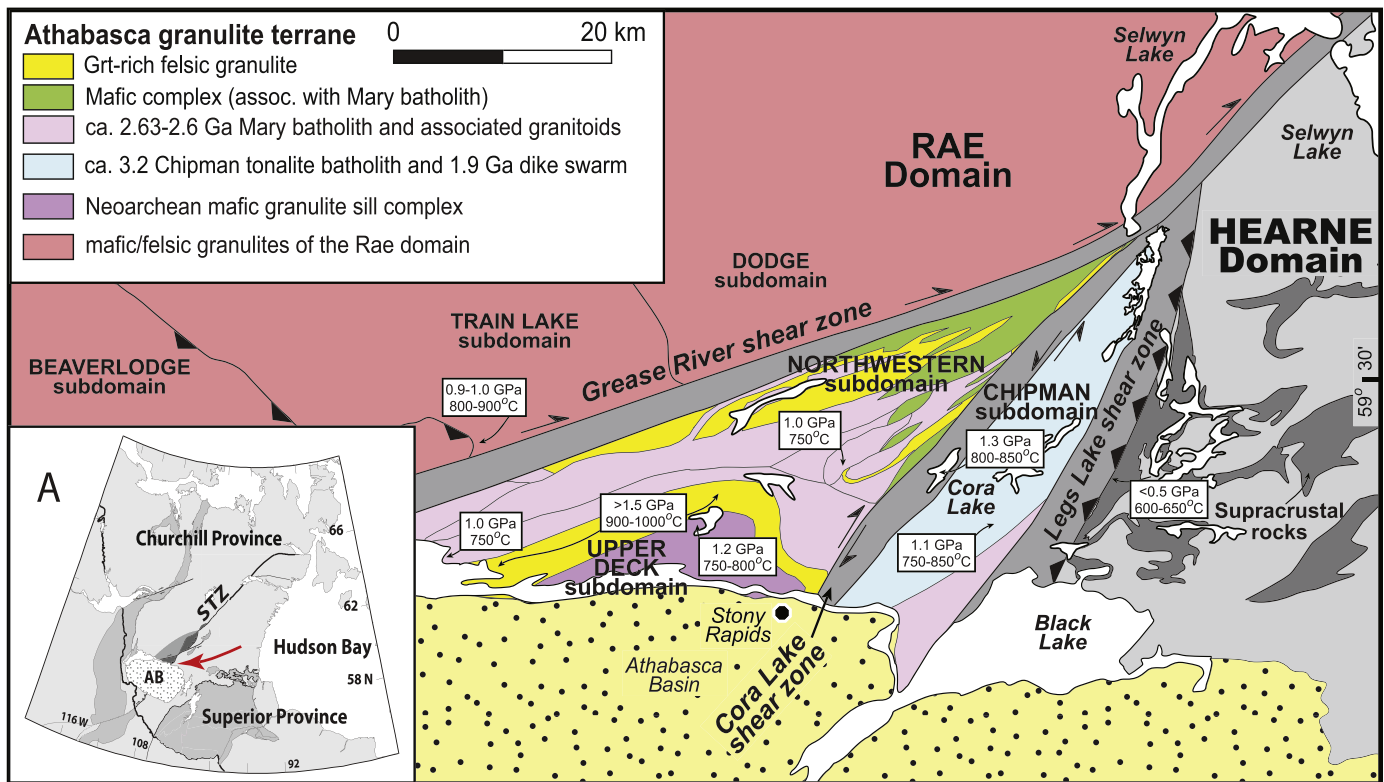 Athabasca granulite terrane
0 20 km
Grt-rich felsic granulite
Mafic complex (assoc. with Mary batholith)
ca. 2.63-2.6 Ga Mary batholith and associated granitoids
ca. 3.2 Chipman tonalite batholith and 1.9 Ga dike swarm
Neoarchean mafic granulite sill complex
mafic/felsic granulites of the Rae domain
Selwyn
Lake
RAE
Domain
Selwyn
Lake
HEARNE
Domain
DODGE
subdomain
TRAIN LAKE
subdomain
BEAVERLODGE
subdomain
Grease River shear zone
0.9-1.0 GPa
800-900°C
NORTHWESTERN
subdomain
CHIPMAN
subdomain
Legs Lake shear zone
59° 30'
1.0 GPa
750°C
1.3 GPa
800-850°C
Cora
Lake
<0.5 GPa
600-650°C
Supracrustal
rocks
>1.5 GPa
900-1000°C
1.0 GPa
750°C
UPPER
DECK
subdomain
1.2 GPa
750-800°C
1.1 GPa
750-850°C
Stony
Rapids
Athabasca
Basin
Cora Lake
shear zone
Black
Lake
A
Churchill Province
66
STZ
62
Hudson Bay
AB
58 N
Superior Province
116 W
108
92